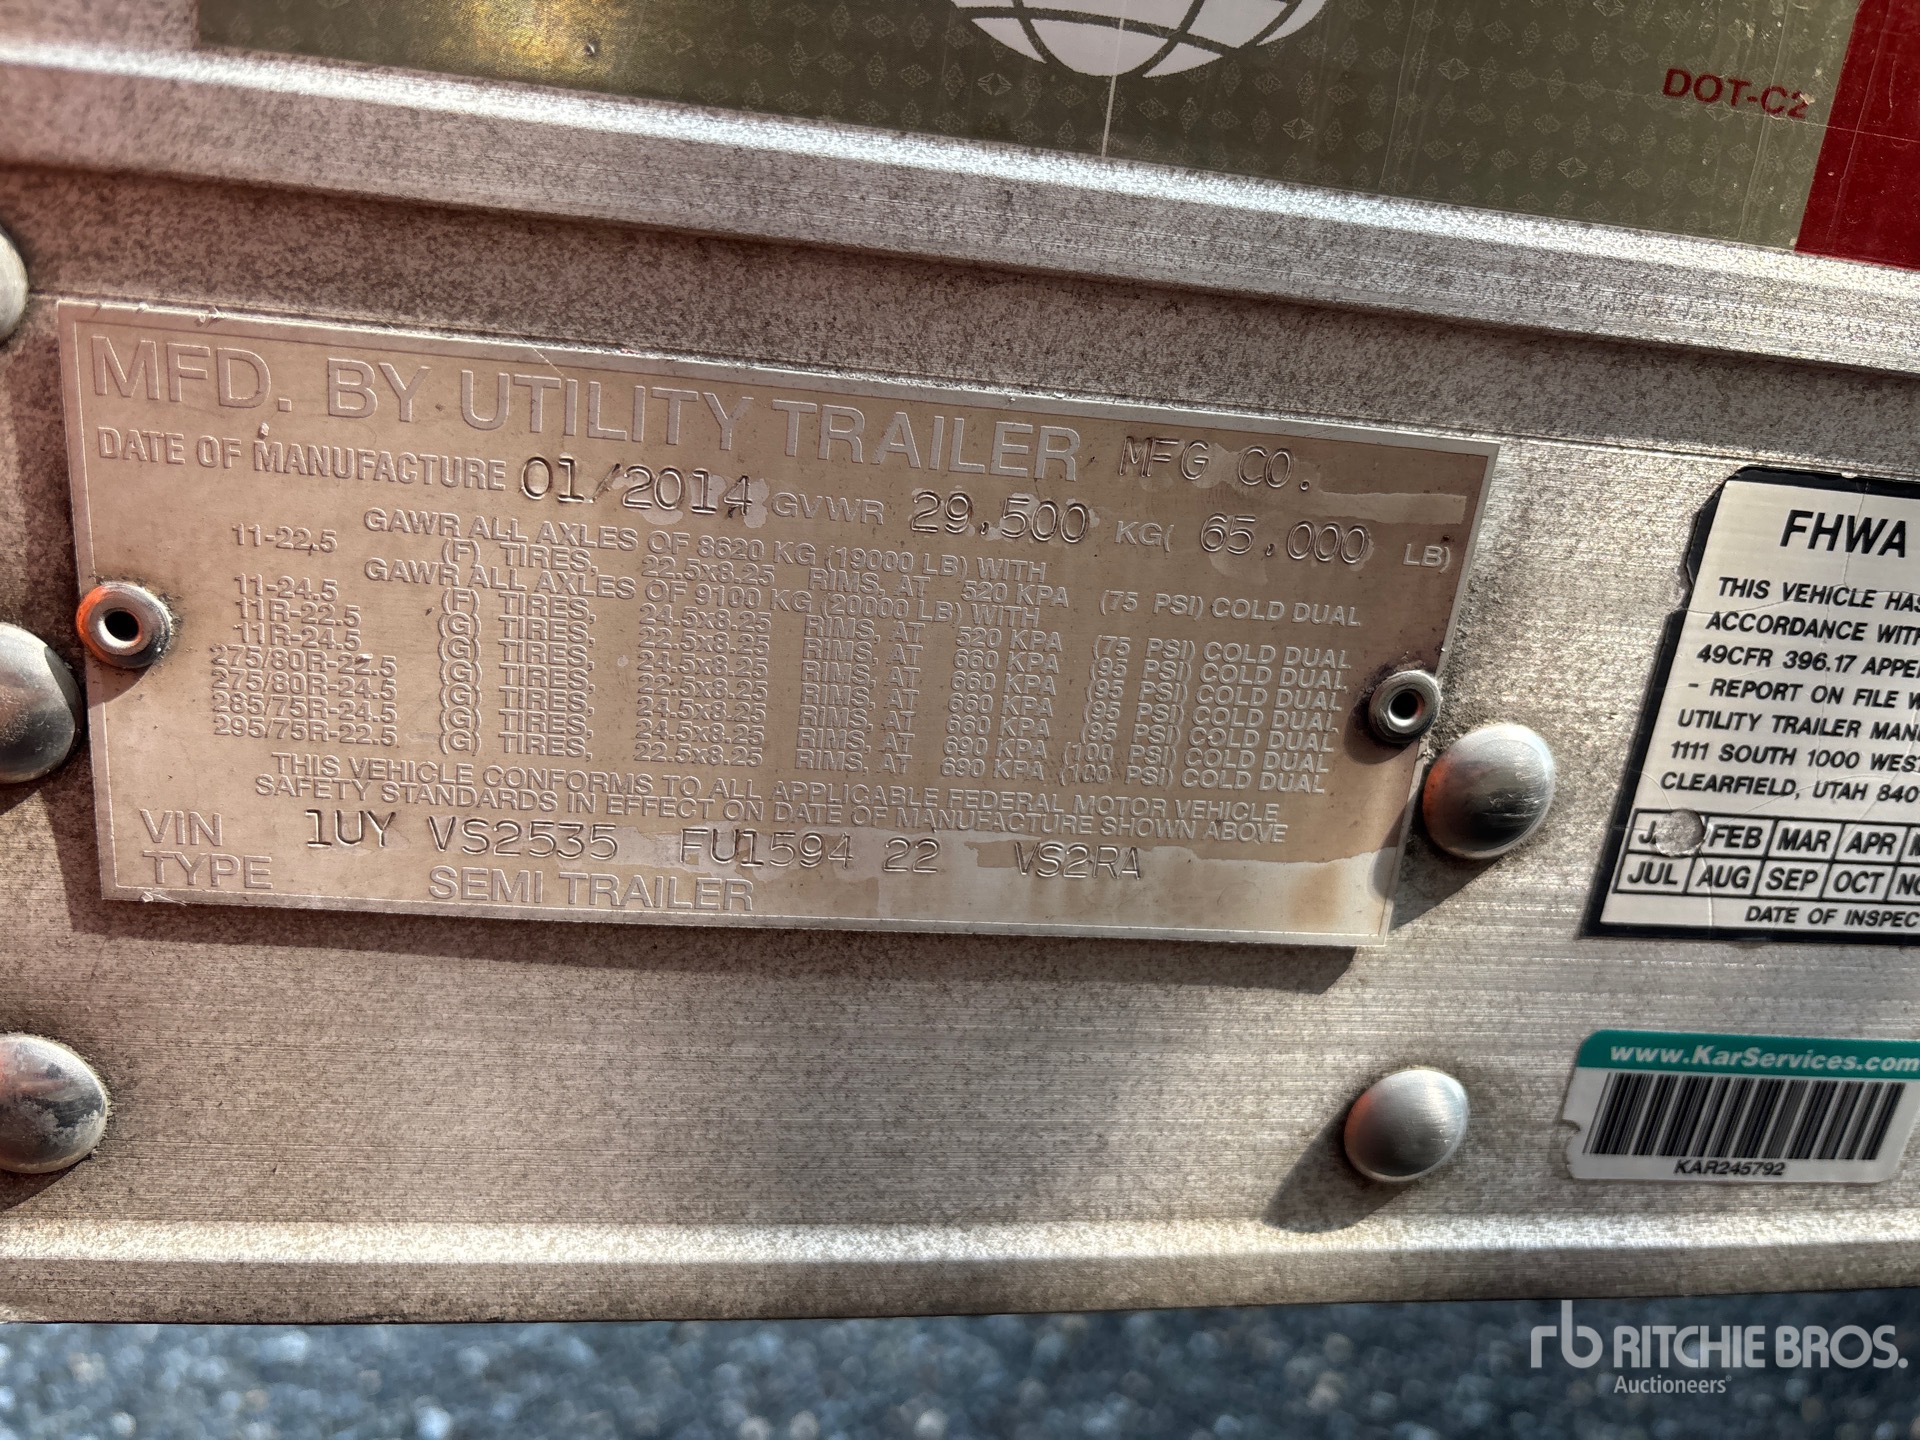 DOT-C2
MFD. BY UTILITY TRAILER MFG CO.
DATE OF MANUFACTURE 01/2014 GVWR 29,500 KG( 65,000 LB)
GAWR ALL AXLES OF 8620 KG (19000 LB) WITH
11-22.5 (F) TIRES, 22.5x8.25 RIMS, AT 520 KPA (75 PSI) COLD DUAL
GAWR ALL AXLES OF 9100 KG (20000 LB) WITH
11-24.5 (F) TIRES, 24.5x8.25 RIMS, AT 520 KPA (75 PSI) COLD DUAL
11R-22.5 (G) TIRES, 22.5x8.25 RIMS, AT 660 KPA (95 PSI) COLD DUAL
11R-24.5 (G) TIRES, 24.5x8.25 RIMS, AT 660 KPA (95 PSI) COLD DUAL
275/80R-22.5 (G) TIRES, 22.5x8.25 RIMS, AT 660 KPA (95 PSI) COLD DUAL
275/80R-24.5 (G) TIRES, 24.5x8.25 RIMS, AT 660 KPA (95 PSI) COLD DUAL
285/75R-24.5 (G) TIRES, 24.5x8.25 RIMS, AT 690 KPA (100 PSI) COLD DUAL
295/75R-22.5 (G) TIRES, 22.5x8.25 RIMS, AT 690 KPA (100 PSI) COLD DUAL
THIS VEHICLE CONFORMS TO ALL APPLICABLE FEDERAL MOTOR VEHICLE
SAFETY STANDARDS IN EFFECT ON DATE OF MANUFACTURE SHOWN ABOVE
VIN 1UY VS2535 FU1594 22 VS2RA
TYPE SEMI TRAILER
FHWA
THIS VEHICLE HAS
ACCORDANCE WITH
49CFR 396.17 APPE
- REPORT ON FILE W
UTILITY TRAILER MANU
1111 SOUTH 1000 WEST
CLEARFIELD, UTAH 840
J FEB MAR APR M
JUL AUG SEP OCT NO
DATE OF INSPEC
www.KarServices.com
KAR245792
rb RITCHIE BROS.
Auctioneers